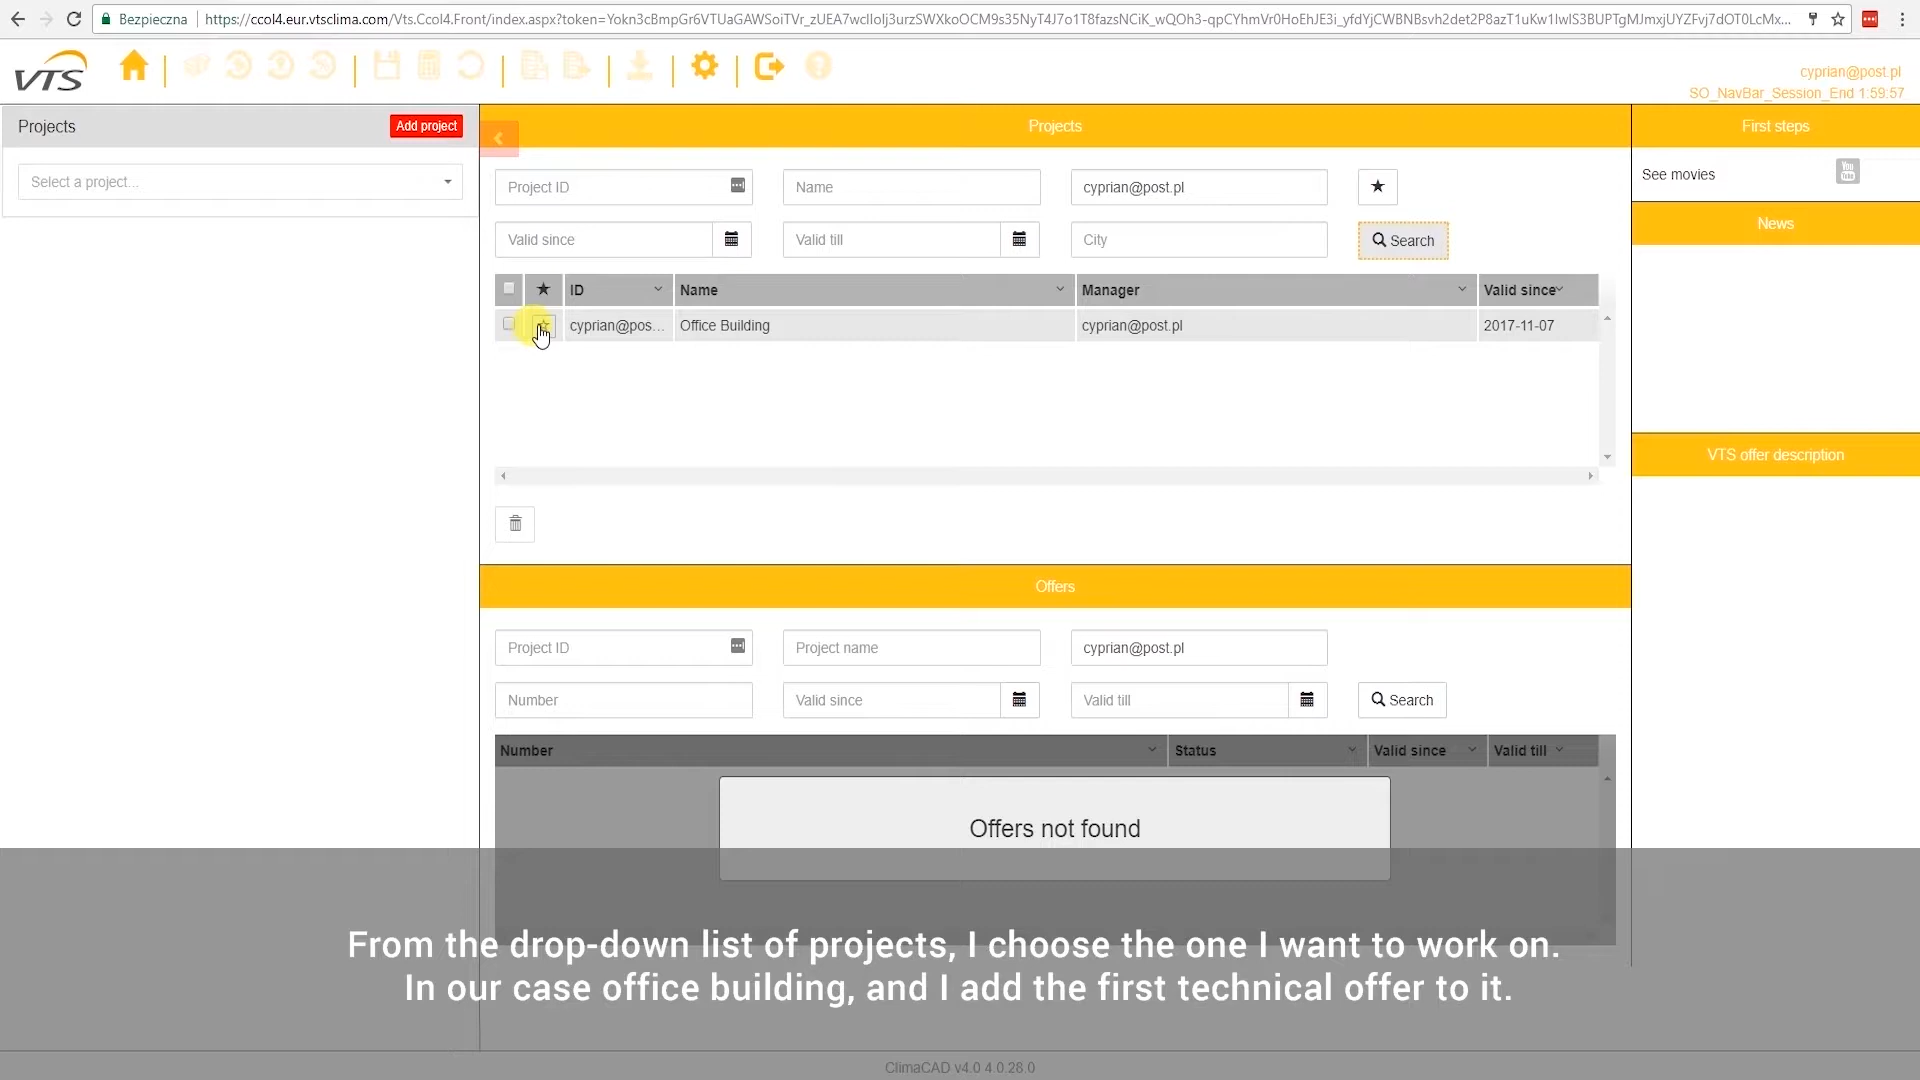 Bezpieczna
https://ccol4.eur.vtsclima.com/Vts.Ccol4.Front/index.aspx?token=
VTS
cyprian@post.pl
SO_NavBar_Session_End 1:59:57
Projects
Add project
Projects
First steps
Select a project...
Project ID
Name
cyprian@post.pl
See movies
You Tube
Valid since
Valid till
City
Search
News
ID
Name
Manager
Valid since
cyprian@pos...
Office Building
cyprian@post.pl
2017-11-07
VTS offer description
Offers
Project ID
Project name
cyprian@post.pl
Number
Valid since
Valid till
Search
Number
Status
Valid since
Valid till
Offers not found
From the drop-down list of projects, I choose the one I want to work on.
In our case office building, and I add the first technical offer to it.
ClimaCAD v4.0 4.0.28.0